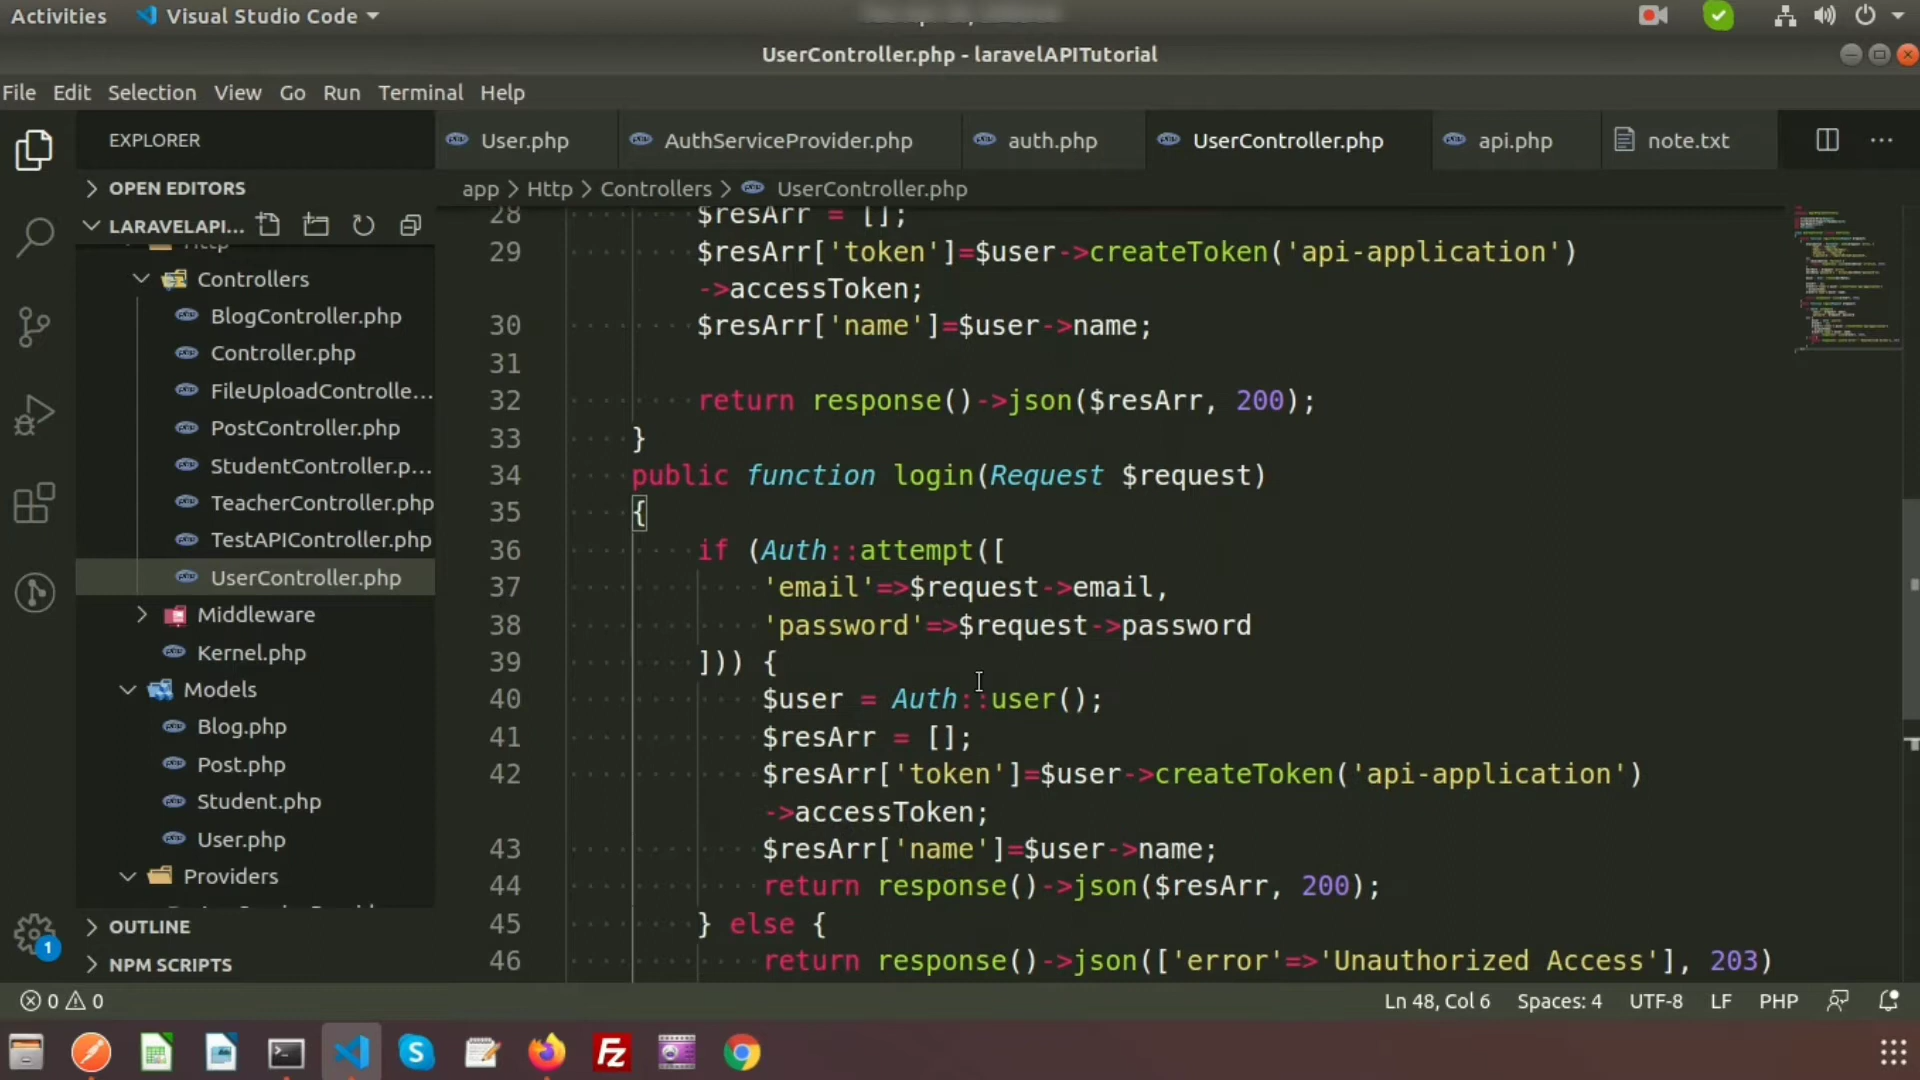 Activities
Visual Studio Code
UserController.php - laravelAPITutorial
File Edit Selection View Go Run Terminal Help
EXPLORER
User.php
AuthServiceProvider.php
auth.php
UserController.php
api.php
note.txt
OPEN EDITORS
app > Http > Controllers > UserController.php
LARAVELAPI...
Http
Controllers
BlogController.php
Controller.php
FileUploadControlle...
PostController.php
StudentController.p...
TeacherController.php
TestAPIController.php
UserController.php
Middleware
Kernel.php
Models
Blog.php
Post.php
Student.php
User.php
Providers
OUTLINE
NPM SCRIPTS
28 $resArr = [];
29 $resArr['token']=$user->createToken('api-application')
->accessToken;
30 $resArr['name']=$user->name;
31
32 return response()->json($resArr, 200);
33 }
34 public function login(Request $request)
35 {
36 if (Auth::attempt([
37 'email'=>$request->email,
38 'password'=>$request->password
39 ])) {
40 $user = Auth::user();
41 $resArr = [];
42 $resArr['token']=$user->createToken('api-application')
->accessToken;
43 $resArr['name']=$user->name;
44 return response()->json($resArr, 200);
45 } else {
46 return response()->json(['error'=>'Unauthorized Access'], 203)
1
0 0
Ln 48, Col 6 Spaces: 4 UTF-8 LF PHP